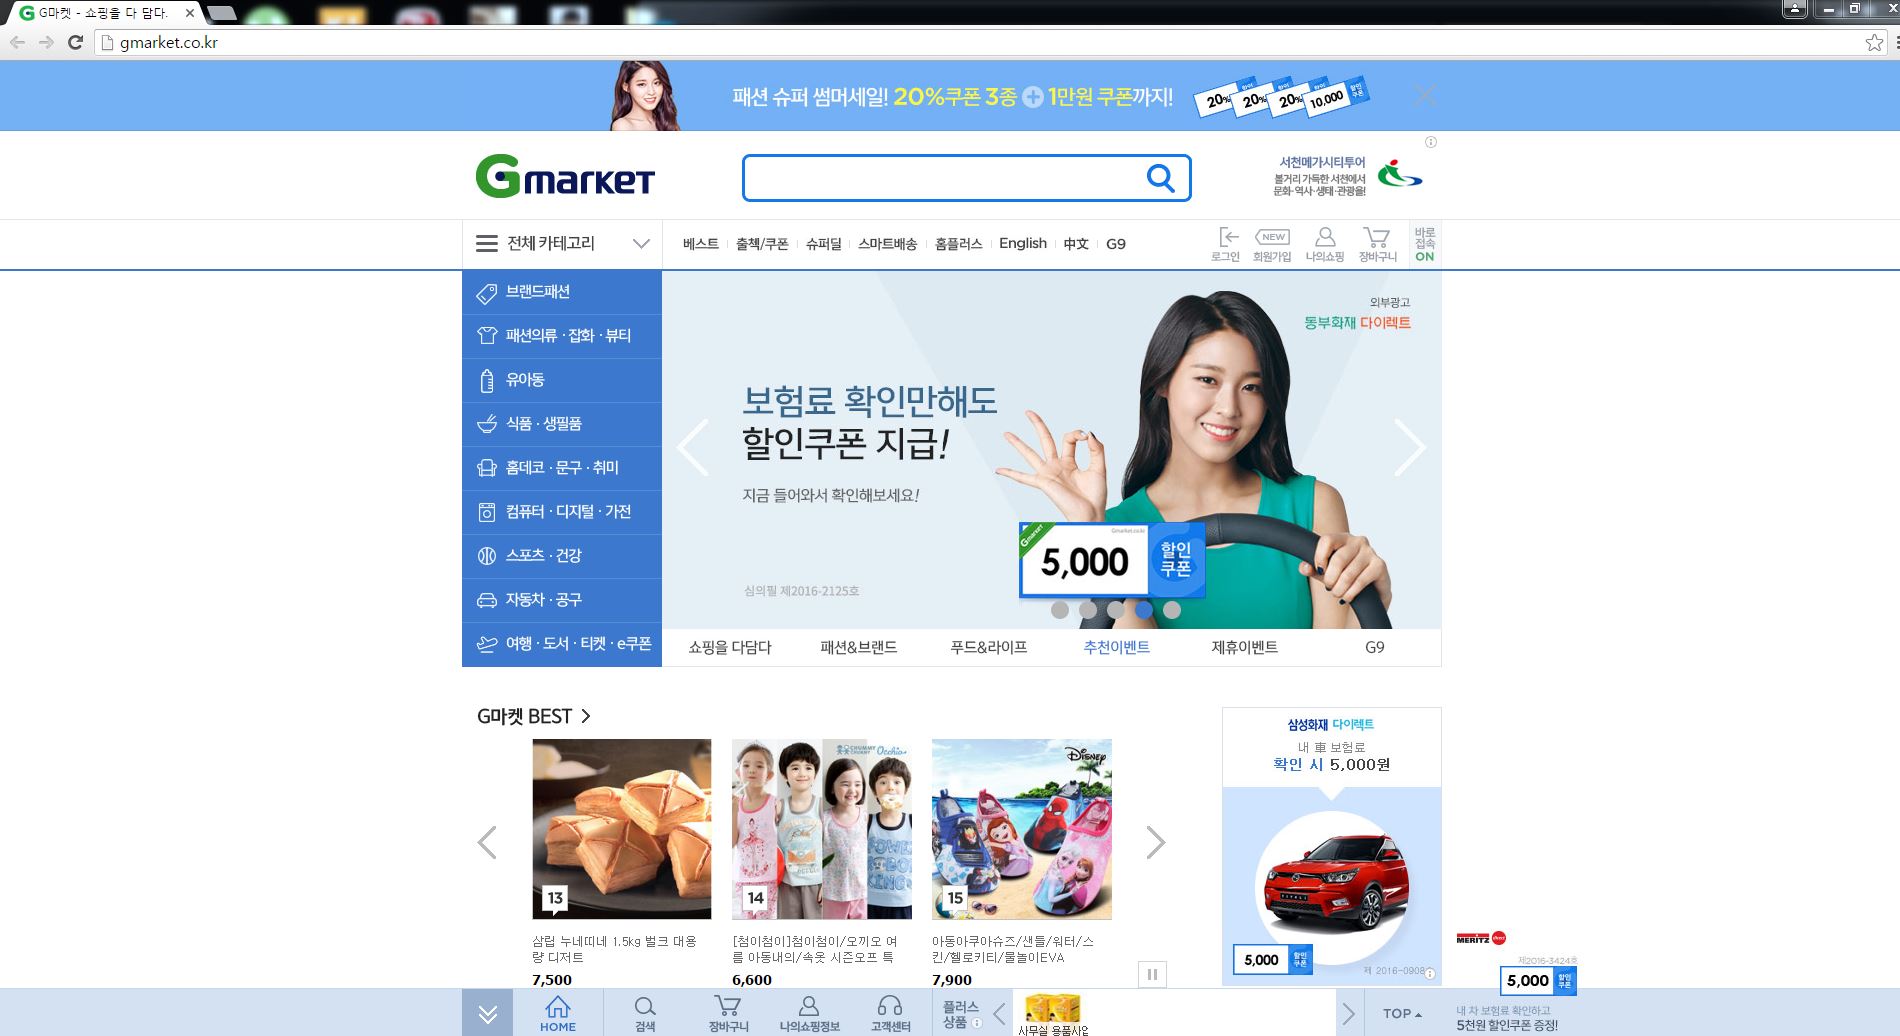 G마켓 - 쇼핑을 다 담다.
gmarket.co.kr
패션 슈퍼 썸머세일! 20%쿠폰 3종 + 1만원 쿠폰까지!
20% 20% 20% 10,000 할인쿠폰
Gmarket
서천메가시티투어
볼거리 가득한 서천에서
문화·역사·생태·관광을!
전체 카테고리
베스트
출첵/쿠폰
슈퍼딜
스마트배송
홈플러스
English
中文
G9
로그인
NEW
회원가입
나의쇼핑
장바구니
바로
접속
ON
브랜드패션
패션의류 · 잡화 · 뷰티
유아동
식품 · 생필품
홈데코 · 문구 · 취미
컴퓨터 · 디지털 · 가전
스포츠 · 건강
자동차 · 공구
여행 · 도서 · 티켓 · e쿠폰
외부광고
동부화재 다이렉트
보험료 확인만해도
할인쿠폰 지급!
지금 들어와서 확인해보세요!
Gmarket
Gmarket.co.kr
5,000
할인
쿠폰
심의필 제2016-2125호
쇼핑을 다담다
패션&브랜드
푸드&라이프
추천이벤트
제휴이벤트
G9
G마켓 BEST
13
샴럽 누네띠네 1.5kg 벌크 대용
량 디저트
7,500
CHUMMY CHUMMY Occhio
14
[첨이첨이]첨이첨이/오끼오 여
름 아동내의/속옷 시즌오프 특
6,600
DISNEY
15
아동아쿠아슈즈/샌들/워터/스
킨/헬로키티/물놀이EVA
7,900
삼성화재 다이렉트
내 車 보험료
확인 시 5,000원
5,000 할인쿠폰
제 2016-0908
MERITZ direct
제2016-3424호
5,000 할인쿠폰
내 차 보험료 확인하고
5천원 할인쿠폰 증정!
HOME
검색
장바구니
나의쇼핑정보
고객센터
플러스
상품
사무실 용품사입
TOP